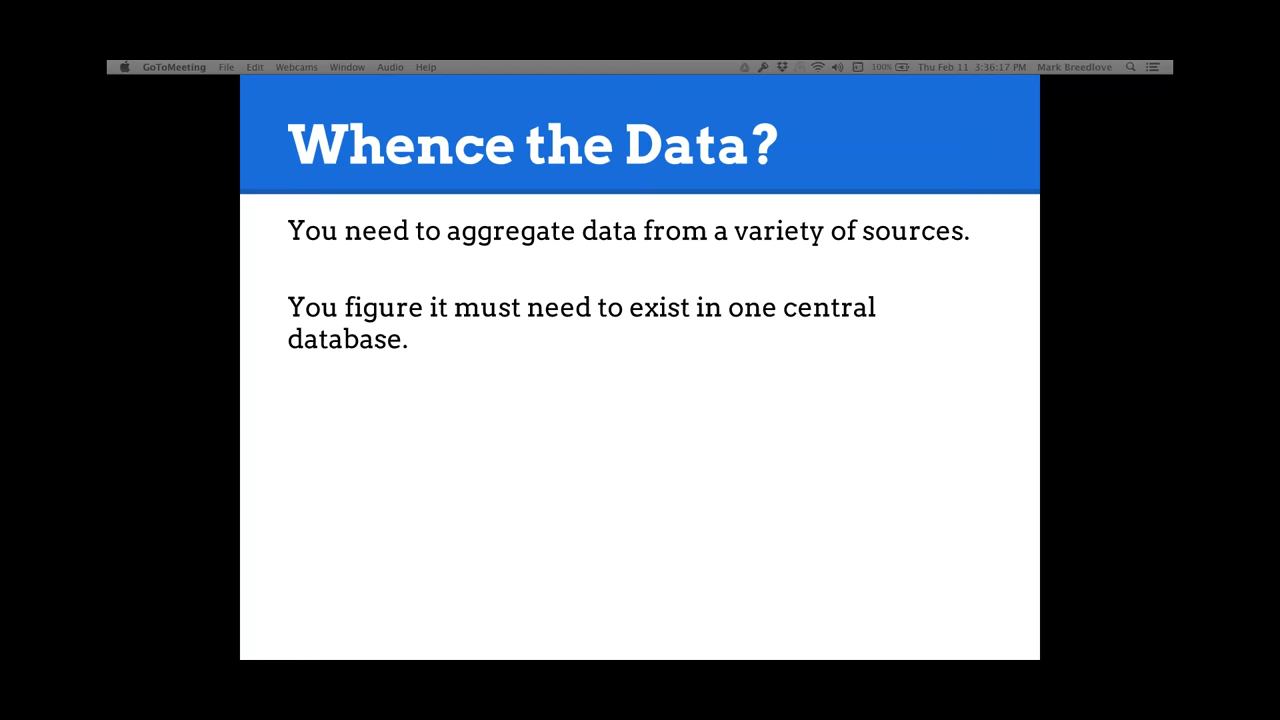 GoToMeeting File Edit Webcams Window Audio Help 100% Thu Feb 11 3:36:17 PM Mark Breedlove
Whence the Data?
You need to aggregate data from a variety of sources.
You figure it must need to exist in one central
database.